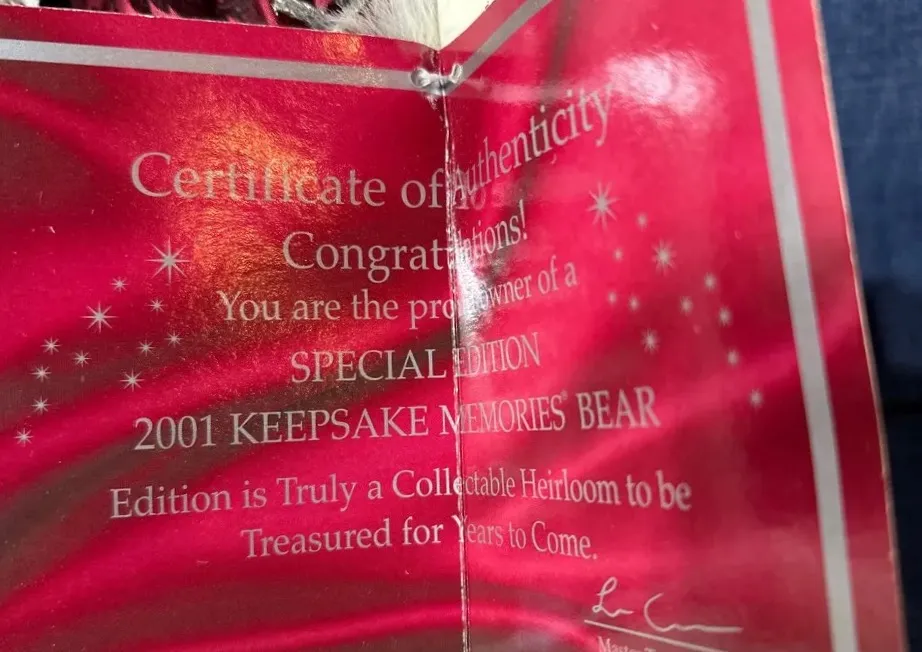 Certificate of Authenticity
Congratulations!
You are the proud owner of a
SPECIAL EDITION
2001 KEEPSAKE MEMORIES® BEAR
Edition is Truly a Collectable Heirloom to be
Treasured for Years to Come.